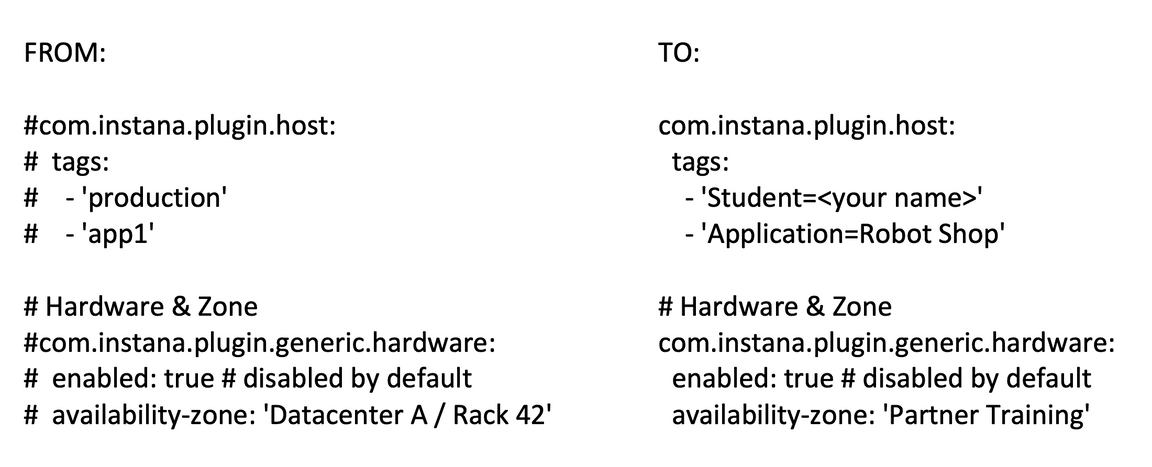 FROM:
#com.instana.plugin.host:
#  tags:
#    - 'production'
#    - 'app1'
# Hardware & Zone
#com.instana.plugin.generic.hardware:
#  enabled: true # disabled by default
#  availability-zone: 'Datacenter A / Rack 42'
TO:
com.instana.plugin.host:
  tags:
    - 'Student=<your name>'
    - 'Application=Robot Shop'
# Hardware & Zone
com.instana.plugin.generic.hardware:
  enabled: true # disabled by default
  availability-zone: 'Partner Training'